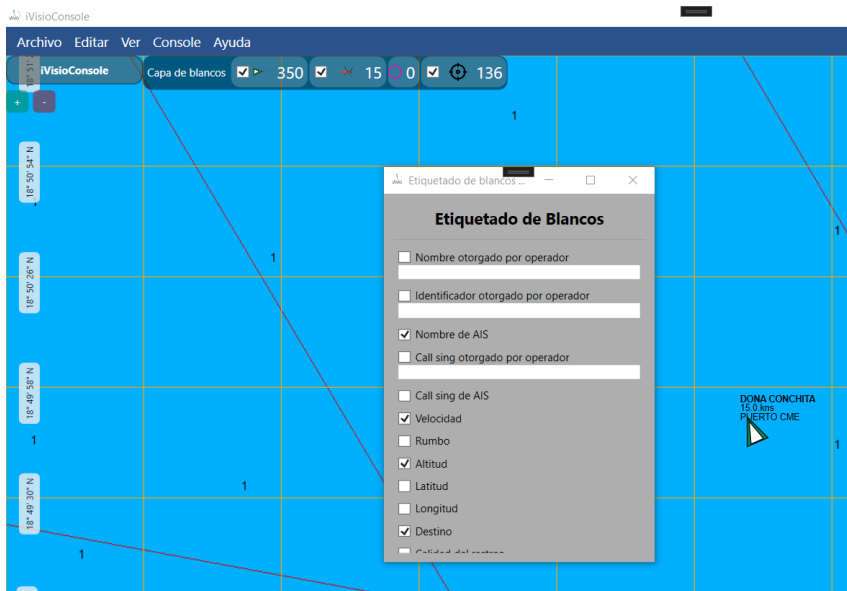 iVisioConsole
Archivo Editar Ver Console Ayuda
iVisioConsole
Capa de blancos 350 15 0 136
+ -
1
18° 50' 54" N
Etiquetado de blancos ...
Etiquetado de Blancos
1
1
Nombre otorgado por operador
18° 50' 26" N
Identificador otorgado por operador
Nombre de AIS
Call sing otorgado por operador
18° 49' 58" N
Call sing de AIS
DONA CONCHITA
15.0.kns
PUERTO CME
Velocidad
1
Rumbo
1
Altitud
1
Latitud
18° 49' 30" N
Longitud
Destino
1
Calidad del rastreo